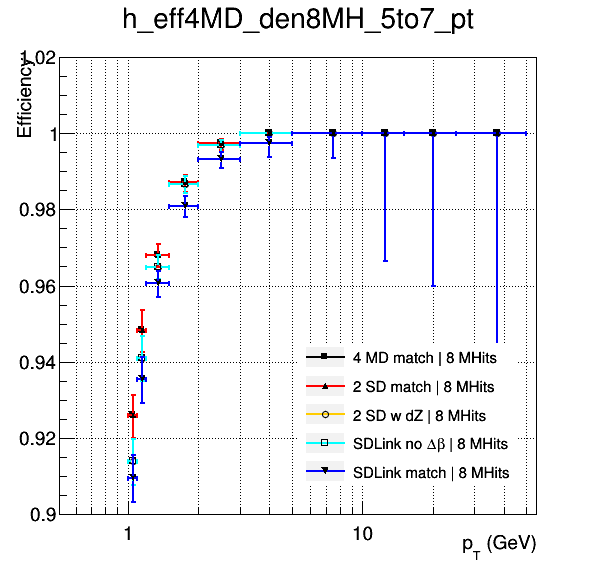 h_eff4MD_den8MH_5to7_pt
Efficiency
1.02
1
0.98
0.96
0.94
0.92
0.9
4 MD match | 8 MHits
2 SD match | 8 MHits
2 SD w dZ | 8 MHits
SDLink no Δβ | 8 MHits
SDLink match | 8 MHits
1
10
p_T (GeV)